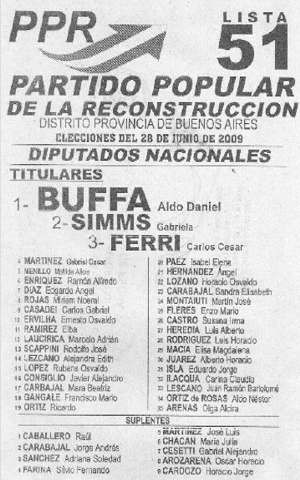 PPR
LISTA
51
PARTIDO POPULAR
DE LA RECONSTRUCCION
DISTRITO PROVINCIA DE BUENOS AIRES
ELECCIONES DEL 28 DE JUNIO DE 2009
DIPUTADOS NACIONALES
TITULARES
1- BUFFA Aldo Daniel
2- SIMMS Gabriela
3- FERRI Carlos Cesar
4 MARTINEZ Gabriel Cesar
5 NENILLO
6 ENRIQUEZ Ramón Alfredo
7 DIAZ Edgardo Angel
8 ROJAS Miriam Noemí
9 CASADEI Carlos Gabriel
10 ERVILHA Ernesto Osvaldo
11 RAMIREZ Elba
12 LAUCIRICA Marcelo Adrián
13 SCAPPINI Rodolfo José
14 LEZCANO Alejandra Edith
15 LOPEZ Rubens Osvaldo
16 CONSIGLIO Javier Alejandro
17 CARBAJAL Mara Beatriz
18 GANGALE Francisco Mario
19 ORTIZ Ricardo
20 PAEZ Isabel Elena
21 HERNÁNDEZ Ángel
22 LOZANO Horacio Osvaldo
23 CARABAJAL Sandra Elisabeth
24 MONTAIUTI Martín José
25 FLERES Enzo Mario
26 CASTRO Susana Irma
27 HEREDIA Luis Alberto
28 RODRIGUEZ Luis Horacio
29 MACIA Elisa Magdalena
30 JUAREZ Alberto Horacio
31 ISLA Eduardo Jorge
32 ILACQUA Carina Claudia
33 LESCANO Juan Ramón Bartolomé
34 ORTIZ de ROSAS Aldo Néstor
35 ARENAS Olga Alcira
SUPLENTES
1 CABALLERO Raúl
2 CARABAJAL Jorge Andrés
3 SANCHEZ Adriana Soledad
4 FARINA Silvio Fernando
5 MARTINEZ José Luis
6 CHACAN María Julia
7 CESETTI Gabriel Alejandro
8 AROZARENA Oscar Horacio
9 CARDOZO Horacio Jorge